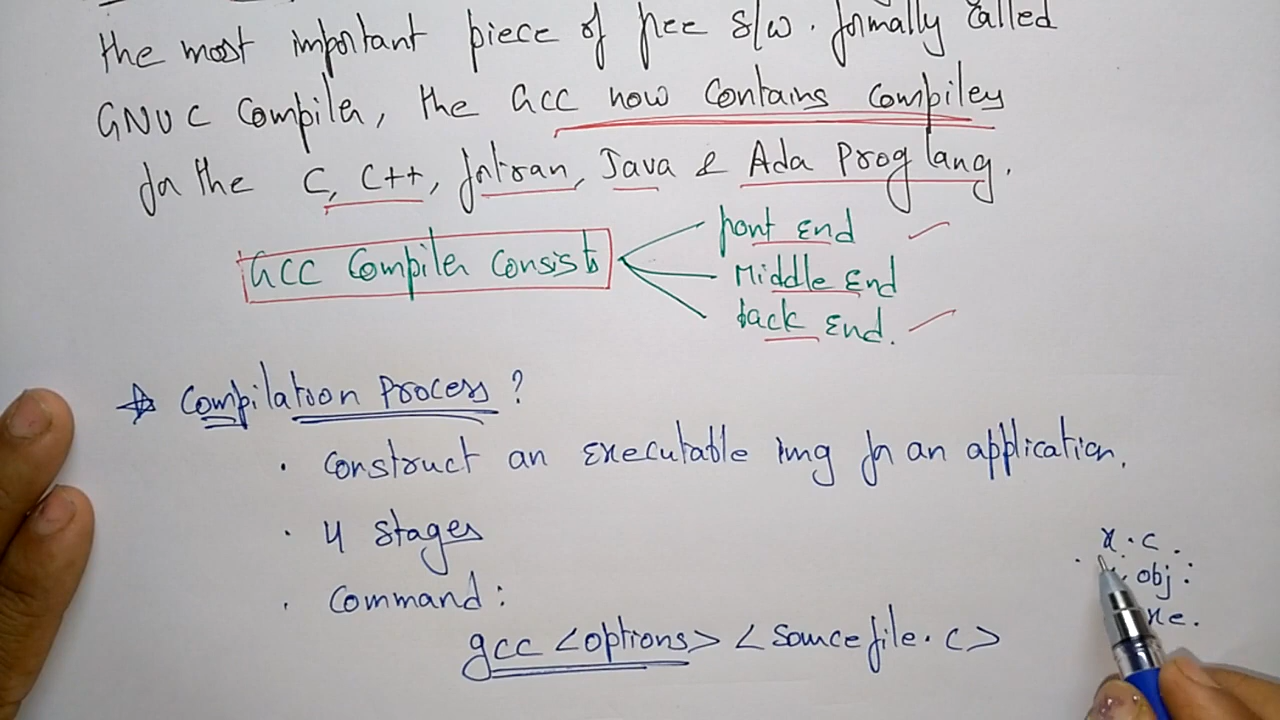 the most important piece of free s/w. formally called
GNU C Compiler, the GCC now contains compiley
for the C, C++, fortran, Java & Ada Prog lang.
GCC Compiler Consists
front End
Middle End
back End.
Compilation Process?
· Construct an Executable img for an application.
· 4 stages
· Command:
gcc <options> <sourcefile.c>
x.c.
obj:
xe.